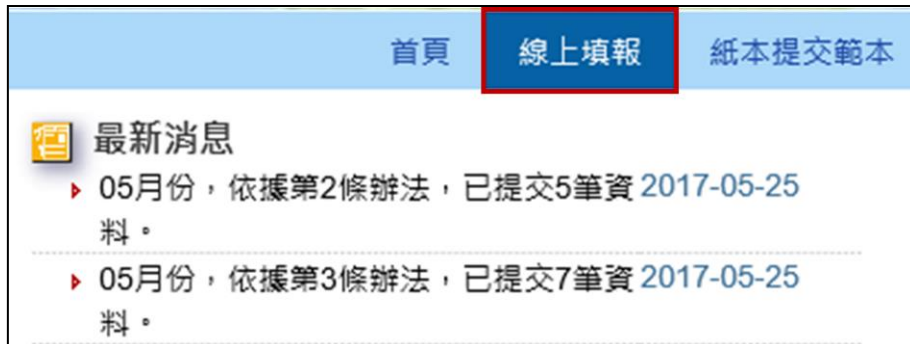 首頁 線上填報 紙本提交範本
最新消息
05月份，依據第2條辦法，已提交5筆資 2017-05-25
料。
05月份，依據第3條辦法，已提交7筆資 2017-05-25
料。